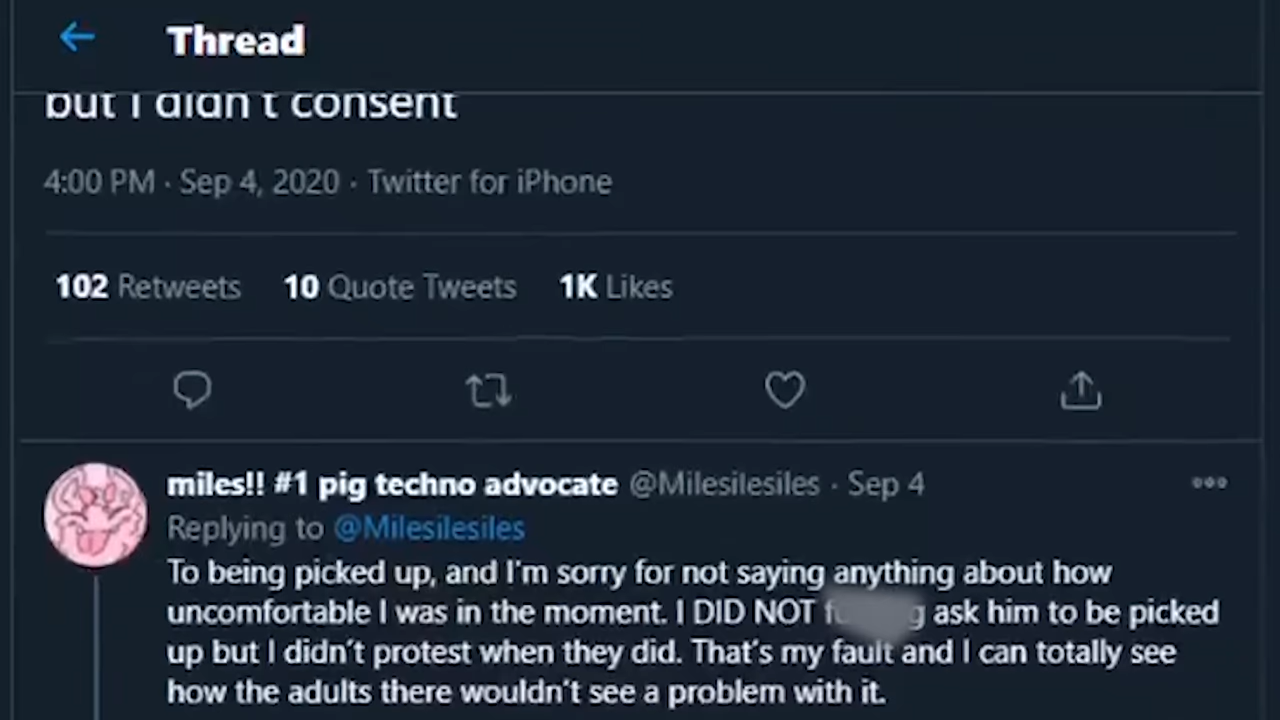 Thread
but I didn't consent
4:00 PM · Sep 4, 2020 · Twitter for iPhone
102 Retweets 10 Quote Tweets 1K Likes
miles!! #1 pig techno advocate @Milesilesiles · Sep 4
Replying to @Milesilesiles
To being picked up, and I'm sorry for not saying anything about how
uncomfortable I was in the moment. I DID NOT ask him to be picked
up but I didn't protest when they did. That's my fault and I can totally see
how the adults there wouldn't see a problem with it.